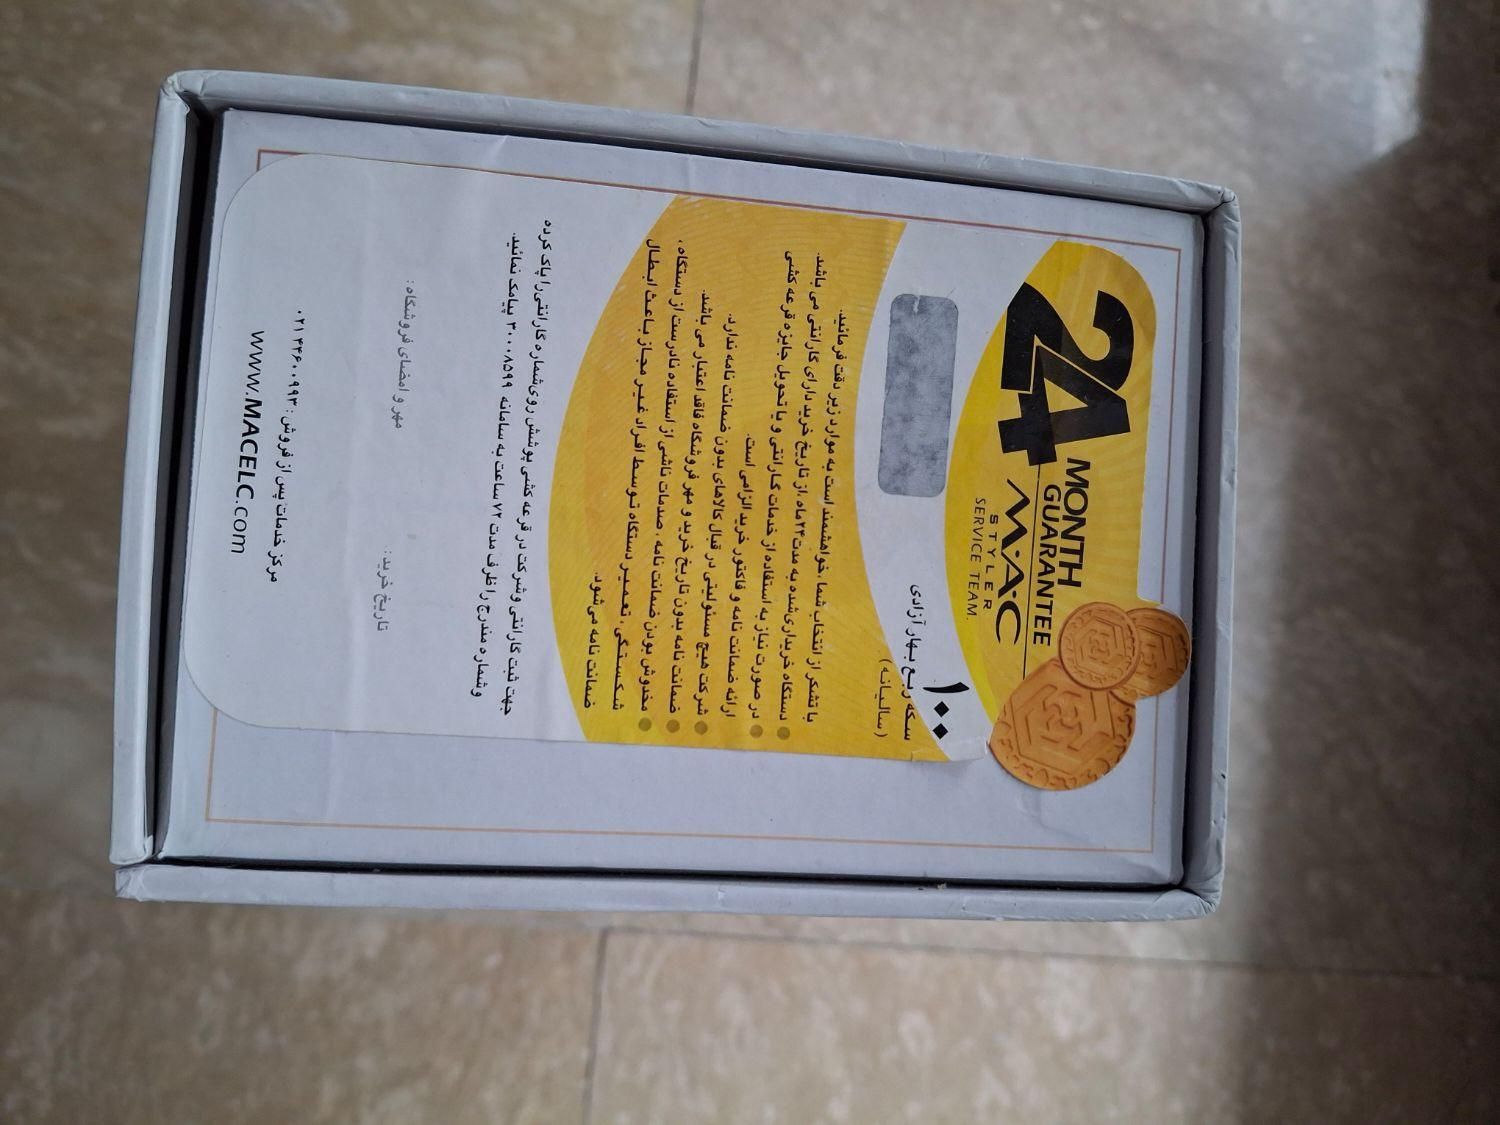 24
MONTH
GUARANTEE
M.A.C
STYLER
SERVICE TEAM.
۱۰۰
سکه ربع بهار آزادی
(سالیانه)
با تشکر از انتخاب شما ،خواهشمند است به موارد زیر دقت فرمائید.
دستگاه خریداری شده به مدت ۲۴ ماه ،از تاریخ خرید دارای گارانتی می باشد.
در صورت نیاز به استفاده از خدمات گارانتی و یا تحویل جایزه قرعه کشی
ارائه ضمانت نامه و فاکتور خرید الزامی است.
شرکت هیچ مسئولیتی در قبال کالاهای بدون ضمانت نامه ندارد.
ضمانت نامه بدون تاریخ خرید و مهر فروشگاه فاقد اعتبار می باشد.
مخدوش بودن ضمانت نامه ، صدمات ناشی از استفاده نادرست از دستگاه ،
شکستگی ، تعمیر دستگاه توسط افراد غیر مجاز باعث ابطال
ضمانت نامه می‌شود.
جهت ثبت گارانتی وشرکت در قرعه کشی پوشش روی شماره گارانتی را پاک کرده
و شماره مندرج را ظرف مدت ۷۲ ساعت به سامانه ۳۰۰۰۸۵۹۹ پیامک نمائید.
تاریخ خرید :
مهر و امضای فروشگاه :
مرکز خدمات پس از فروش : ۰۲۱ ۴۴۶۰۰۹۹۳
www.MACELC.com